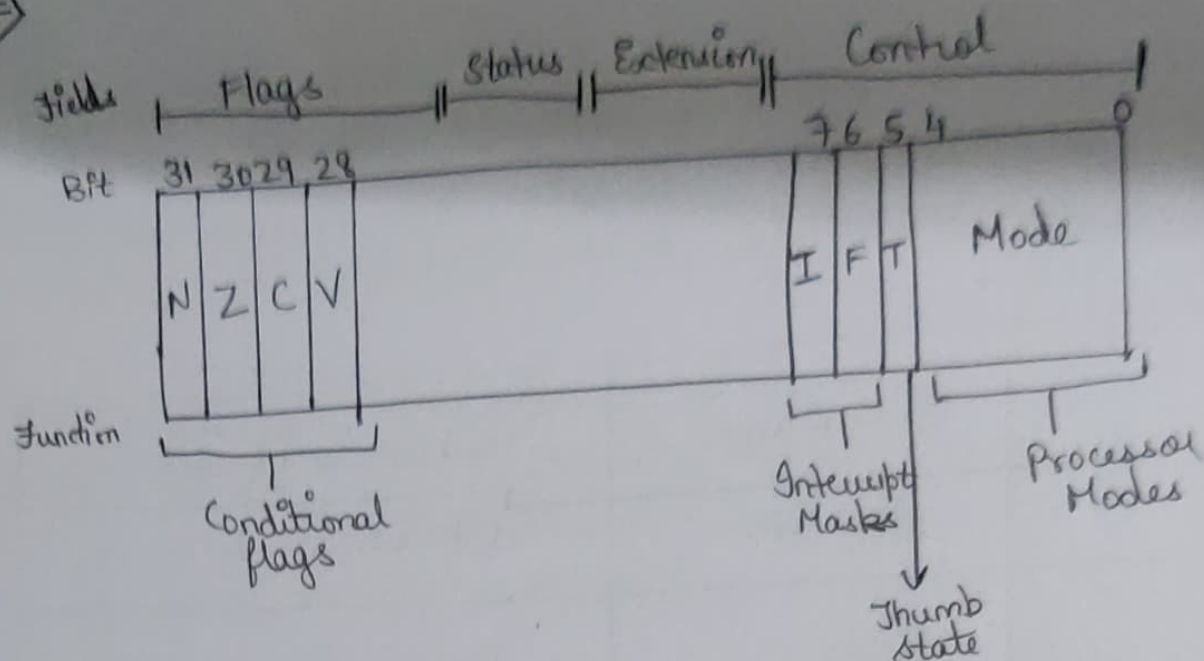 Fields Flags Status Extension Control
Bit 31 30 29 28 7 6 5 4 0
N Z C V I F T Mode
Function
Conditional
flags
Interrupt
Masks
Processor
Modes
Thumb
state